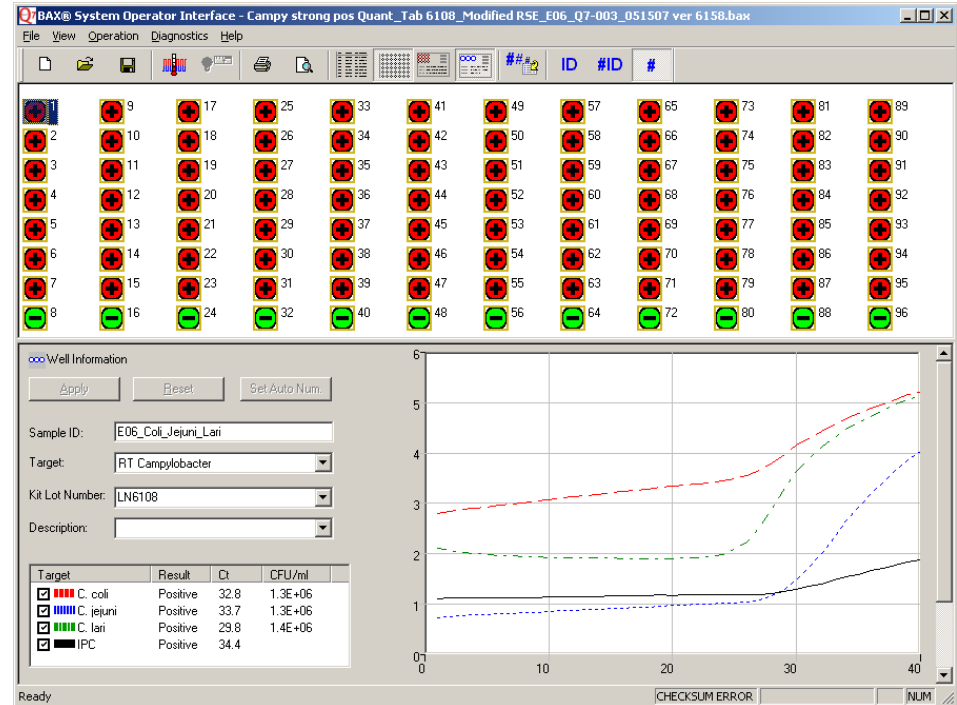 BAX® System Operator Interface - Campy strong pos Quant_Tab 6108_Modified RSE_E06_Q7-003_051507 ver 6158.bax
File View Operation Diagnostics Help
##? ID #ID #
1 9 17 25 33 41 49 57 65 73 81 89
2 10 18 26 34 42 50 58 66 74 82 90
3 11 19 27 35 43 51 59 67 75 83 91
4 12 20 28 36 44 52 60 68 76 84 92
5 13 21 29 37 45 53 61 69 77 85 93
6 14 22 30 38 46 54 62 70 78 86 94
7 15 23 31 39 47 55 63 71 79 87 95
8 16 24 32 40 48 56 64 72 80 88 96
Well Information
Apply Reset Set Auto Num.
Sample ID: E06_Coli_Jejuni_Lari
Target: RT Campylobacter
Kit Lot Number: LN6108
Description:
Target Result Ct CFU/ml
C. coli Positive 32.8 1.3E+06
C. jejuni Positive 33.7 1.3E+06
C. lari Positive 29.8 1.4E+06
IPC Positive 34.4
6
5
4
3
2
1
0
0 10 20 30 40
Ready CHECKSUM ERROR NUM